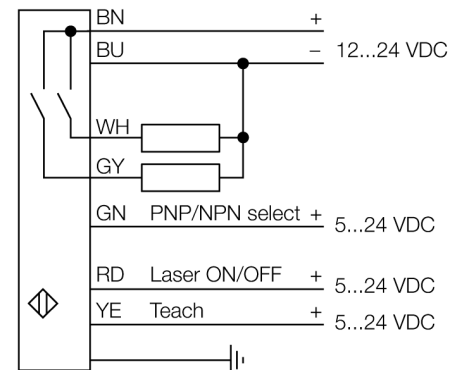 BN +
BU – 12...24 VDC
WH
GY
GN PNP/NPN select + 5...24 VDC
RD Laser ON/OFF + 5...24 VDC
YE Teach + 5...24 VDC